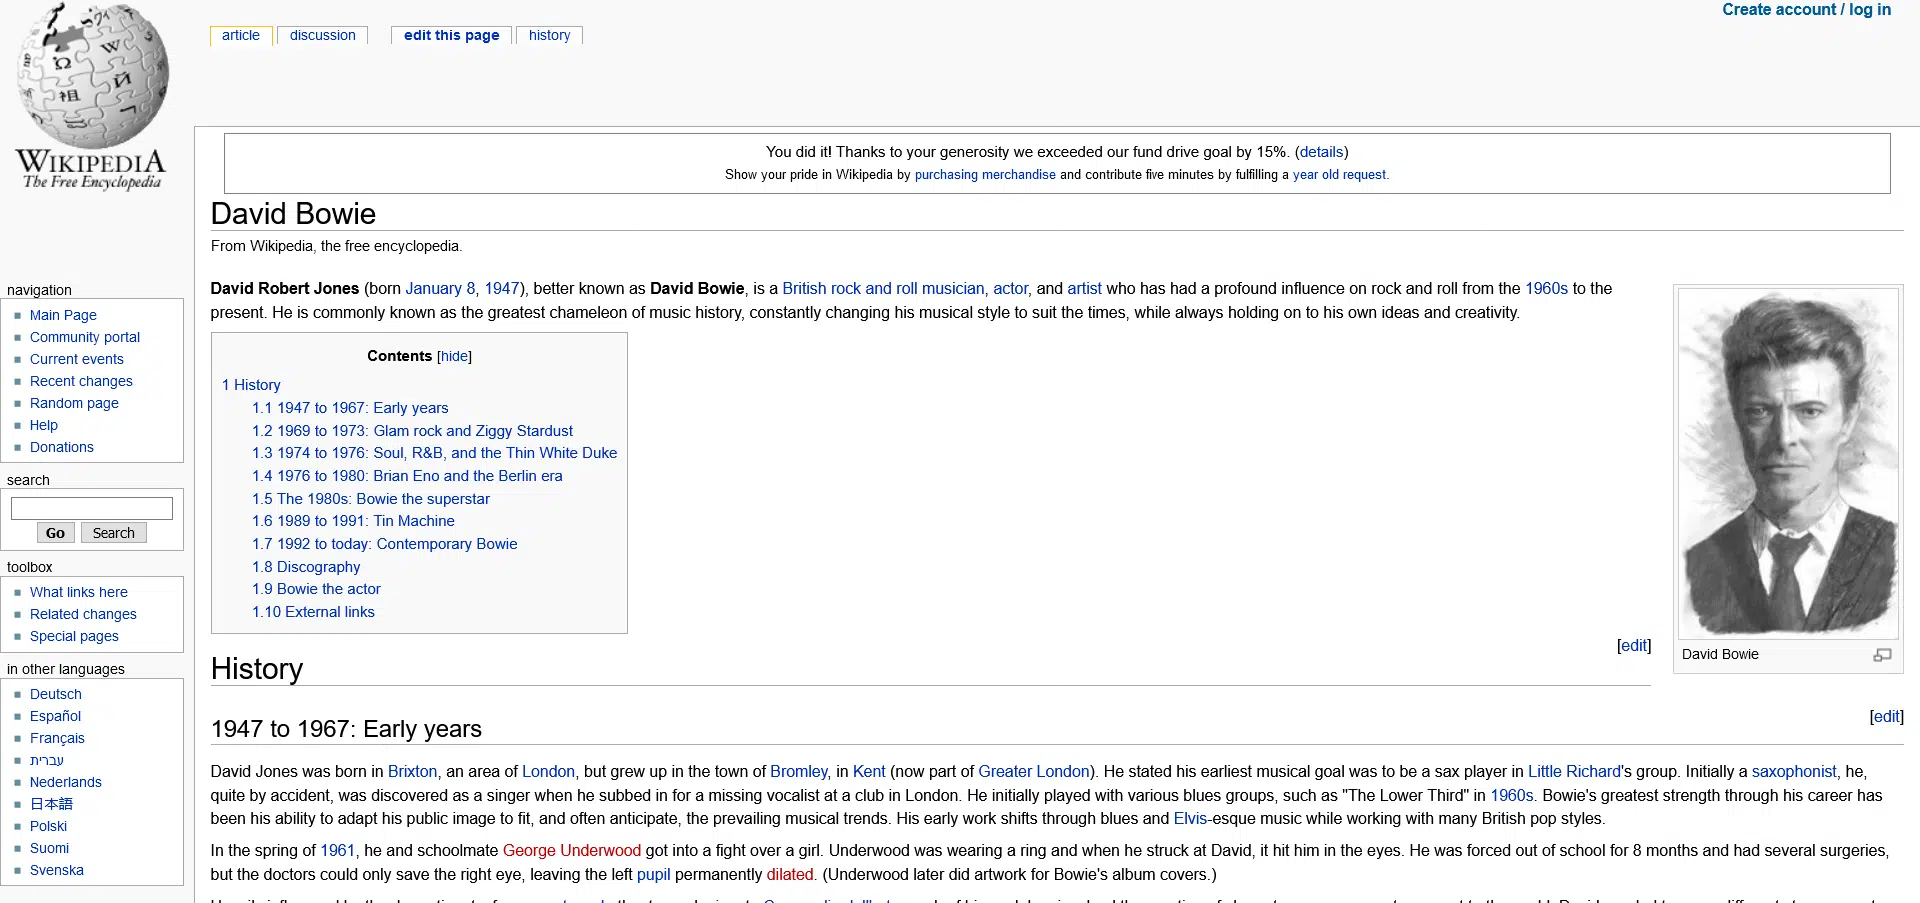 Create account / log in
article
discussion
edit this page
history
WIKIPEDIA
The Free Encyclopedia
You did it! Thanks to your generosity we exceeded our fund drive goal by 15%. (details)
Show your pride in Wikipedia by purchasing merchandise and contribute five minutes by fulfilling a year old request.
David Bowie
From Wikipedia, the free encyclopedia.
navigation
Main Page
Community portal
Current events
Recent changes
Random page
Help
Donations
search
Go
Search
toolbox
What links here
Related changes
Special pages
in other languages
Deutsch
Español
Français
עברית
Nederlands
日本語
Polski
Suomi
Svenska
David Robert Jones (born January 8, 1947), better known as David Bowie, is a British rock and roll musician, actor, and artist who has had a profound influence on rock and roll from the 1960s to the
present. He is commonly known as the greatest chameleon of music history, constantly changing his musical style to suit the times, while always holding on to his own ideas and creativity.
Contents [hide]
1 History
1.1 1947 to 1967: Early years
1.2 1969 to 1973: Glam rock and Ziggy Stardust
1.3 1974 to 1976: Soul, R&B, and the Thin White Duke
1.4 1976 to 1980: Brian Eno and the Berlin era
1.5 The 1980s: Bowie the superstar
1.6 1989 to 1991: Tin Machine
1.7 1992 to today: Contemporary Bowie
1.8 Discography
1.9 Bowie the actor
1.10 External links
David Bowie
[edit]
History
[edit]
1947 to 1967: Early years
David Jones was born in Brixton, an area of London, but grew up in the town of Bromley, in Kent (now part of Greater London). He stated his earliest musical goal was to be a sax player in Little Richard's group. Initially a saxophonist, he,
quite by accident, was discovered as a singer when he subbed in for a missing vocalist at a club in London. He initially played with various blues groups, such as "The Lower Third" in 1960s. Bowie's greatest strength through his career has
been his ability to adapt his public image to fit, and often anticipate, the prevailing musical trends. His early work shifts through blues and Elvis-esque music while working with many British pop styles.
In the spring of 1961, he and schoolmate George Underwood got into a fight over a girl. Underwood was wearing a ring and when he struck at David, it hit him in the eyes. He was forced out of school for 8 months and had several surgeries,
but the doctors could only save the right eye, leaving the left pupil permanently dilated. (Underwood later did artwork for Bowie's album covers.)